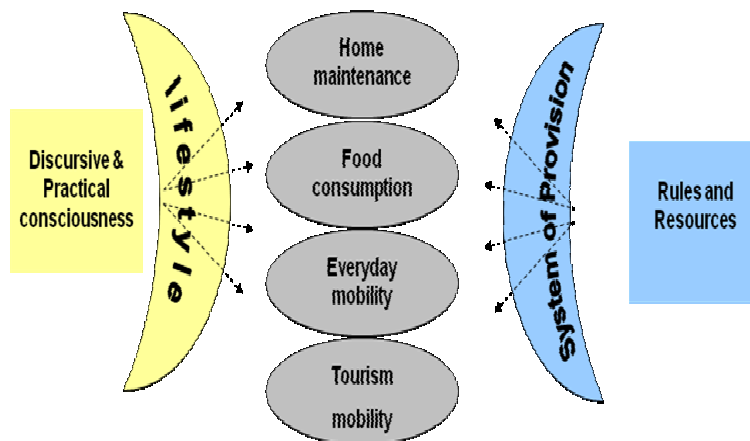 Discursive &
Practical
consciousness
lifestyle
Home
maintenance
Food
consumption
Everyday
mobility
Tourism
mobility
System of Provision
Rules and
Resources